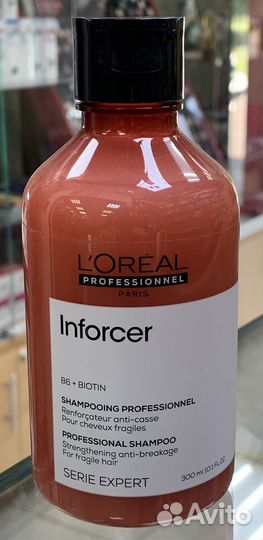 L'ORÉAL
PROFESSIONNEL
PARIS
Inforcer
B6 + BIOTIN
SHAMPOOING PROFESSIONNEL
Renforçateur anti-casse
Pour cheveux fragiles
PROFESSIONAL SHAMPOO
Strengthening anti-breakage
For fragile hair
SERIE EXPERT
300 ml /10.1 FL.OZ
Avito